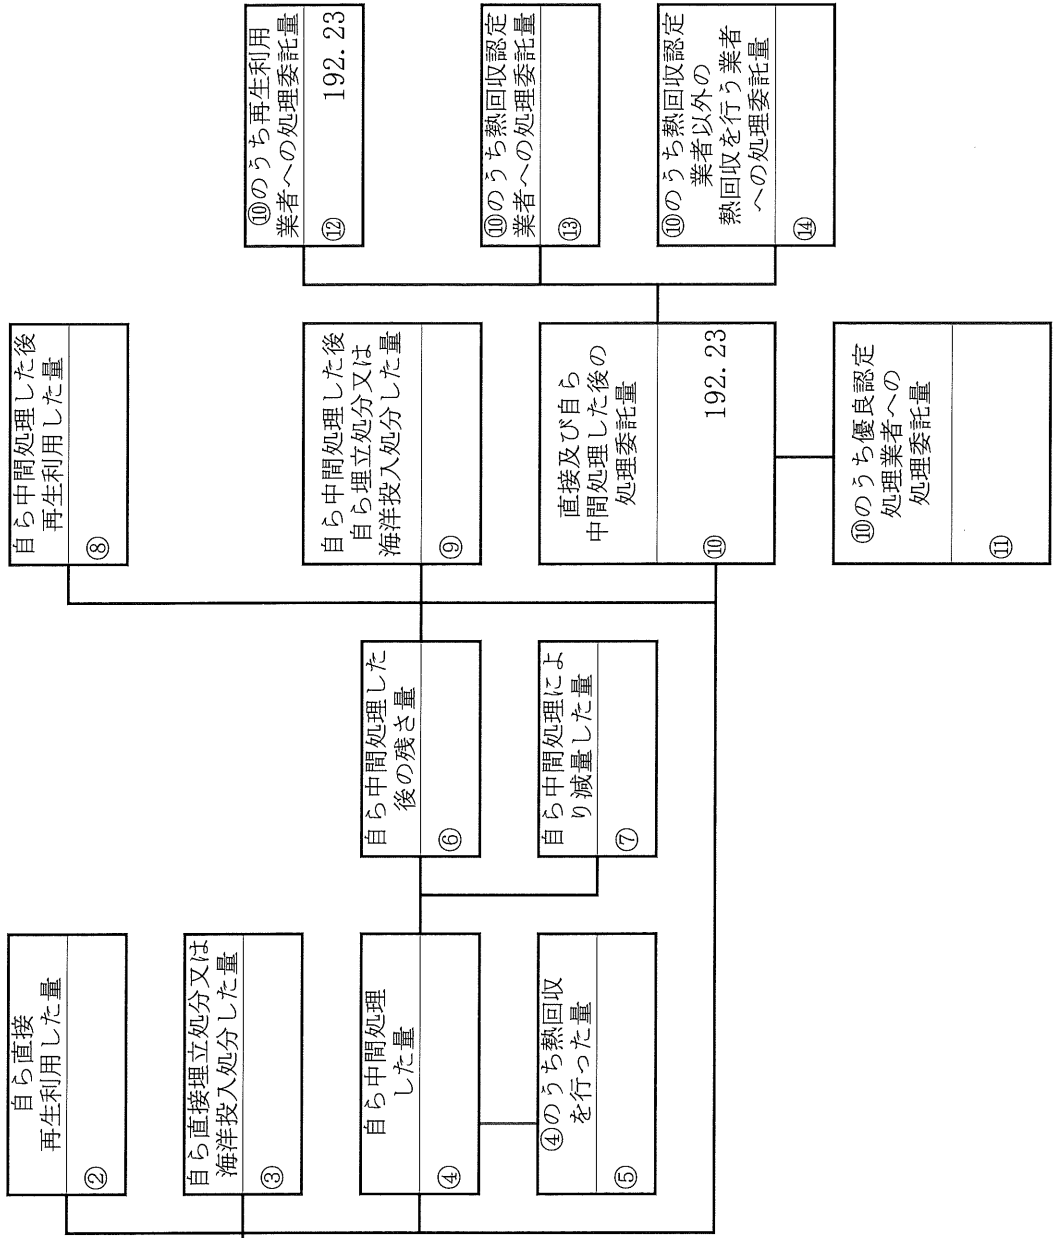 自ら直接
再生利用した量
②
自ら直接埋立処分又は
海洋投入処分した量
③
自ら中間処理
した量
④
④のうち熱回収
を行った量
⑤
自ら中間処理した
後の残さ量
⑥
自ら中間処理によ
り減量した量
⑦
自ら中間処理した後
再生利用した量
⑧
自ら中間処理した後
自ら埋立処分又は
海洋投入処分した量
⑨
直接及び自ら
中間処理した後の
処理委託量
⑩ 192.23
⑩のうち優良認定
処理業者への
処理委託量
⑪
⑩のうち再生利用
業者への処理委託量
⑫ 192.23
⑩のうち熱回収認定
業者への処理委託量
⑬
⑩のうち熱回収認定
業者以外の
熱回収を行う業者
への処理委託量
⑭